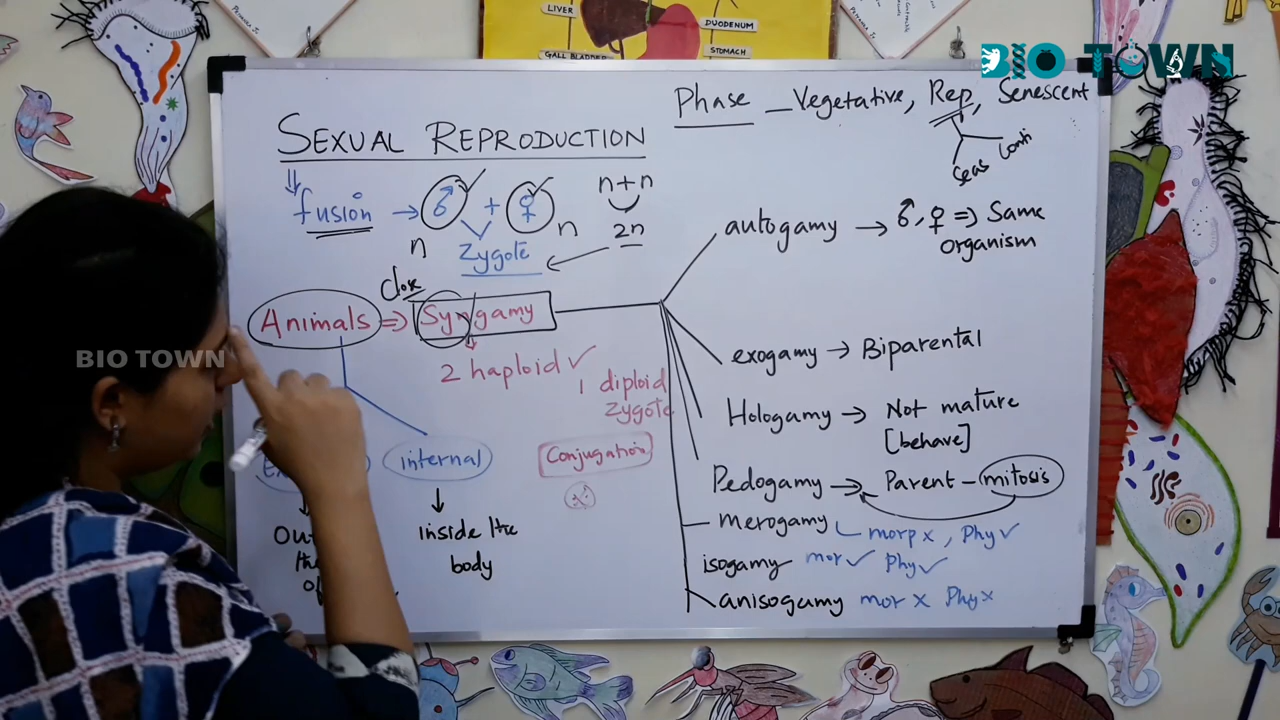 LIVER
GALL BLADDER
DUODENUM
STOMACH
BIO TOWN
Phase _ Vegetative, Rep, Senescent
Seas
Conti
SEXUAL REPRODUCTION
fusion → ♂ + ♀
n n
n + n
2n
Zygote
Close
Animals ⇒ Syngamy
2 haploid ✓
1 diploid
Zygote
BIO TOWN
internal
Conjugation
inside the
body
autogamy → ♂, ♀ ⇒ Same
organism
exogamy → Biparental
Hologamy → Not mature
[behave]
Pedogamy → Parent - mitosis
merogamy morp x, Phy ✓
isogamy mor ✓ Phy ✓
anisogamy mor x Phy x